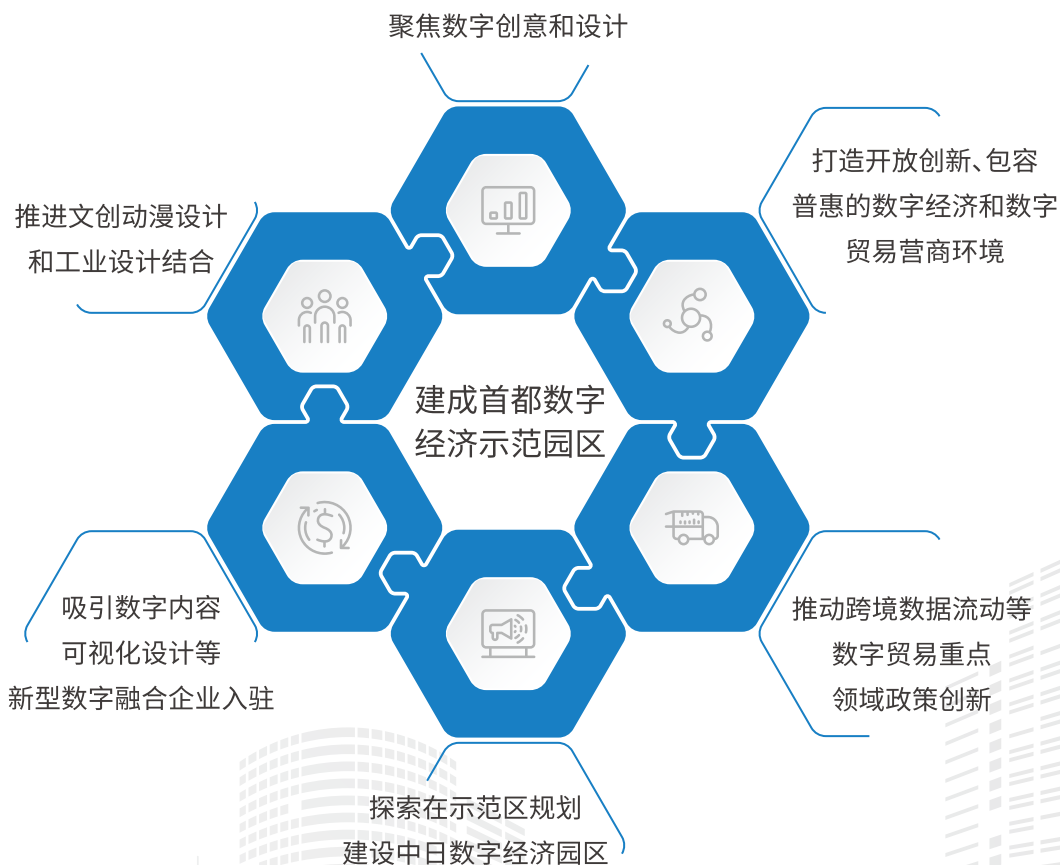 聚焦数字创意和设计
打造开放创新、包容
普惠的数字经济和数字
贸易营商环境
推进文创动漫设计
和工业设计结合
建成首都数字
经济示范园区
吸引数字内容
可视化设计等
新型数字融合企业入驻
推动跨境数据流动等
数字贸易重点
领域政策创新
探索在示范区规划
建设中日数字经济园区